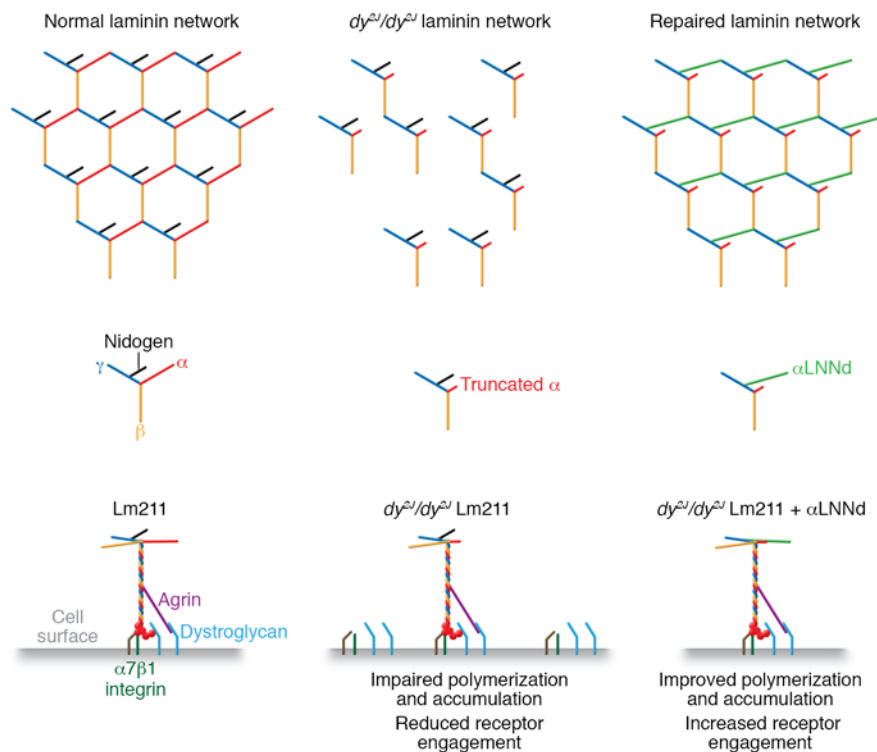 Normal laminin network
dy2J/dy2J laminin network
Repaired laminin network
Nidogen
γ
α
β
Truncated α
αLNNd
Lm211
dy2J/dy2J Lm211
dy2J/dy2J Lm211 + αLNNd
Cell
surface
Agrin
Dystroglycan
α7β1
integrin
Impaired polymerization
and accumulation
Reduced receptor
engagement
Improved polymerization
and accumulation
Increased receptor
engagement